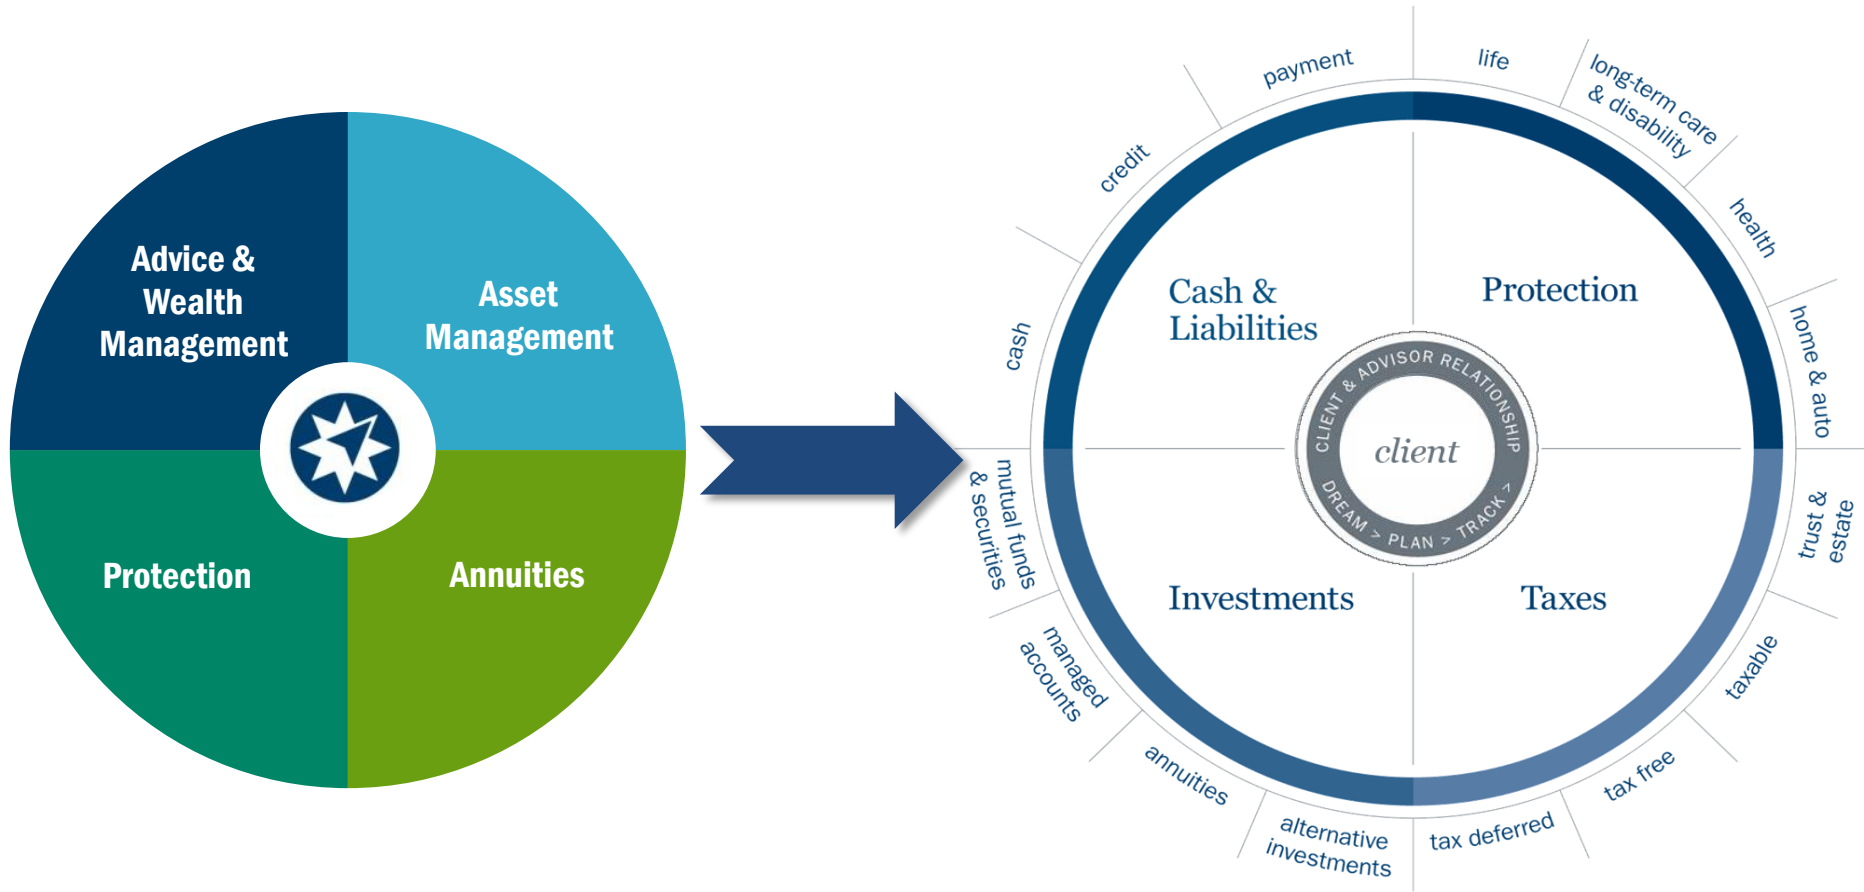 Advice &
Wealth
Management
Asset
Management
Protection
Annuities
payment
life
long-term care
& disability
credit
health
cash
home & auto
Cash &
Liabilities
Protection
CLIENT & ADVISOR RELATIONSHIP
client
DREAM > PLAN > TRACK >
mutual funds
& securities
trust &
estate
Investments
Taxes
managed
accounts
taxable
annuities
tax free
alternative
investments
tax deferred